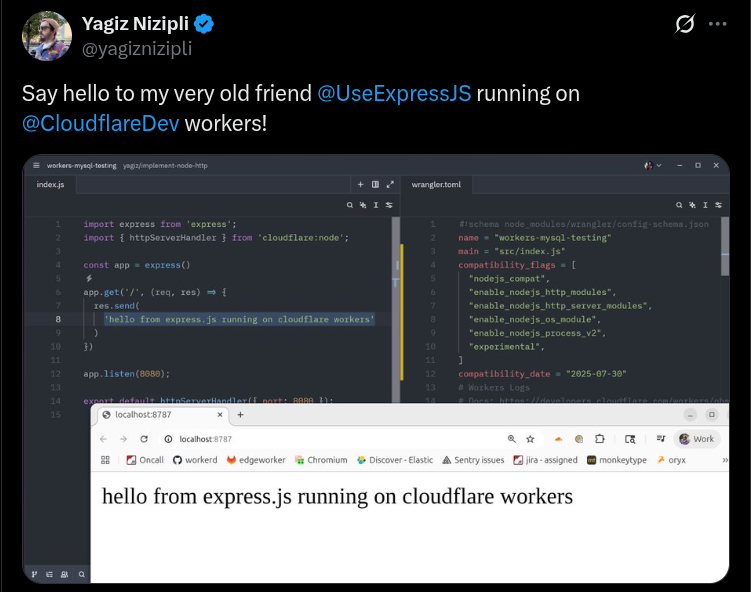 Yagiz Nizipli
@yagiznizipli
Say hello to my very old friend @UseExpressJS running on
@CloudflareDev workers!
workers-mysql-testing yagiz/implement-node-http
index.js
1 import express from 'express';
2 import { httpServerHandler } from 'cloudflare:node';
3
4 const app = express()
5
6 app.get('/', (req, res) ⇒ {
7 res.send(
8 'hello from express.js running on cloudflare workers'
9 )
10 })
11
12 app.listen(8080);
13
14 export default httpServerHandler({ port: 8080 });
15
wrangler.toml
1 #:schema node_modules/wrangler/config-schema.json
2 name = "workers-mysql-testing"
3 main = "src/index.js"
4 compatibility_flags = [
5 "nodejs_compat",
6 "enable_nodejs_http_modules",
7 "enable_nodejs_http_server_modules",
8 "enable_nodejs_os_module",
9 "enable_nodejs_process_v2",
10 "experimental",
11 ]
12 compatibility_date = "2025-07-30"
13 # Workers Logs
14 # Docs: https://developers.cloudflare.com/workers/
localhost:8787
localhost:8787
Work
Oncall workerd edgeworker Chromium Discover - Elastic Sentry issues jira - assigned monkeytype oryx
hello from express.js running on cloudflare workers